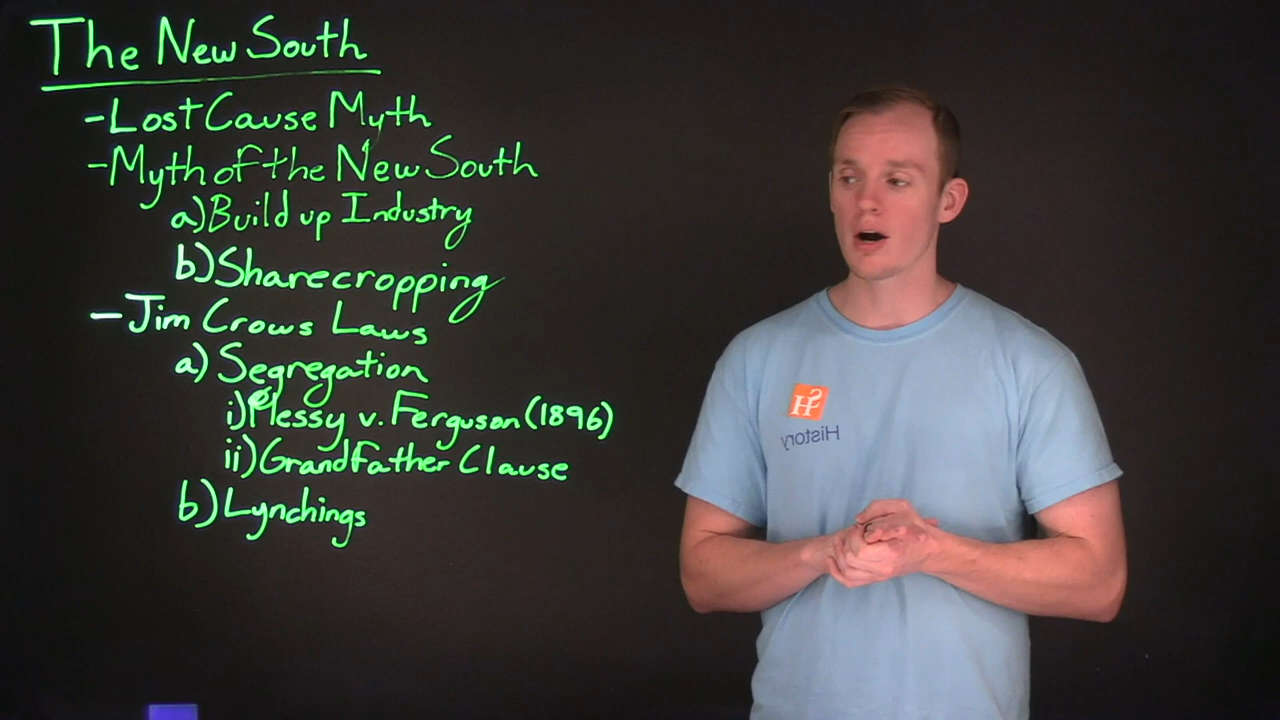 The New South
- Lost Cause Myth
- Myth of the New South
a) Build up Industry
b) Sharecropping
- Jim Crows Laws
a) Segregation
i) Plessy v. Ferguson (1896)
ii) Grandfather Clause
b) Lynchings
HS
History